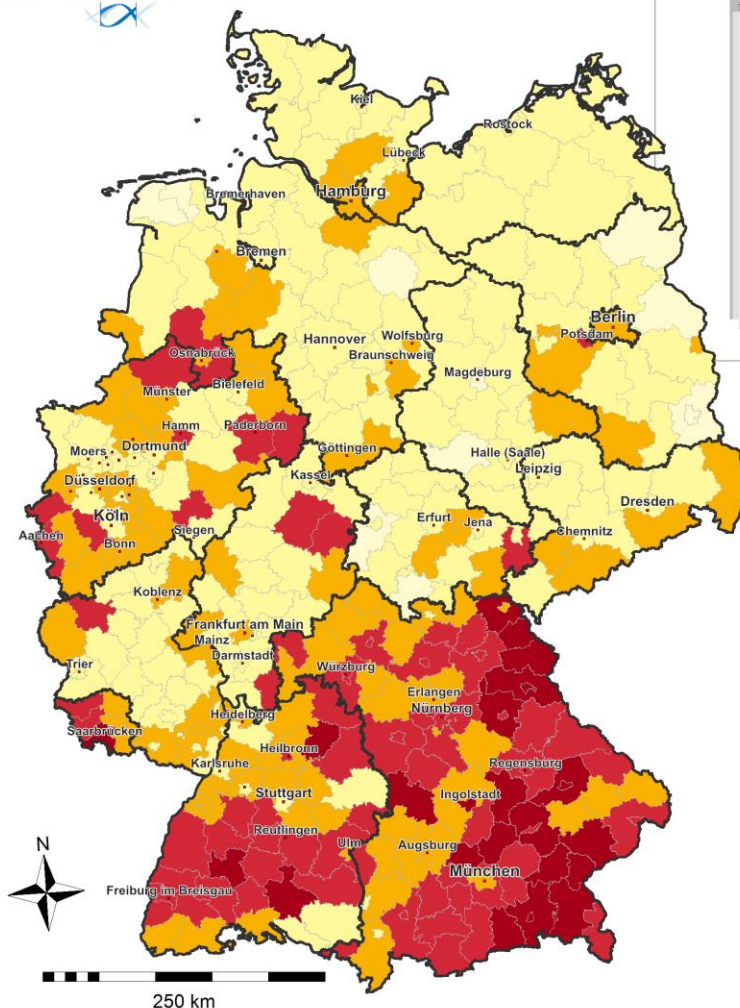 Kiel
Rostock
Lübeck
Hamburg
Bremerhaven
Bremen
Berlin
Potsdam
Hannover
Wolfsburg
Braunschweig
Osnabrück
Magdeburg
Bielefeld
Münster
Hamm
Paderborn
Göttingen
Moers
Dortmund
Halle (Saale)
Leipzig
Kassel
Düsseldorf
Dresden
Köln
Erfurt
Jena
Chemnitz
Aachen
Siegen
Bonn
Koblenz
Frankfurt am Main
Mainz
Darmstadt
Würzburg
Trier
Erlangen
Nürnberg
Heidelberg
Saarbrücken
Heilbronn
Karlsruhe
Regensburg
Stuttgart
Ingolstadt
Reutlingen
Ulm
Augsburg
München
N
Freiburg im Breisgau
250 km